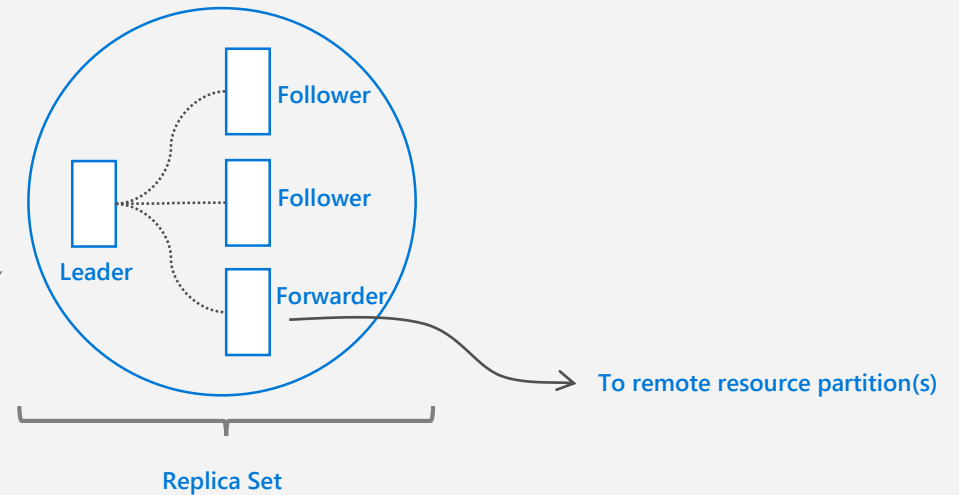 Follower
Follower
Leader
Forwarder
To remote resource partition(s)
Replica Set